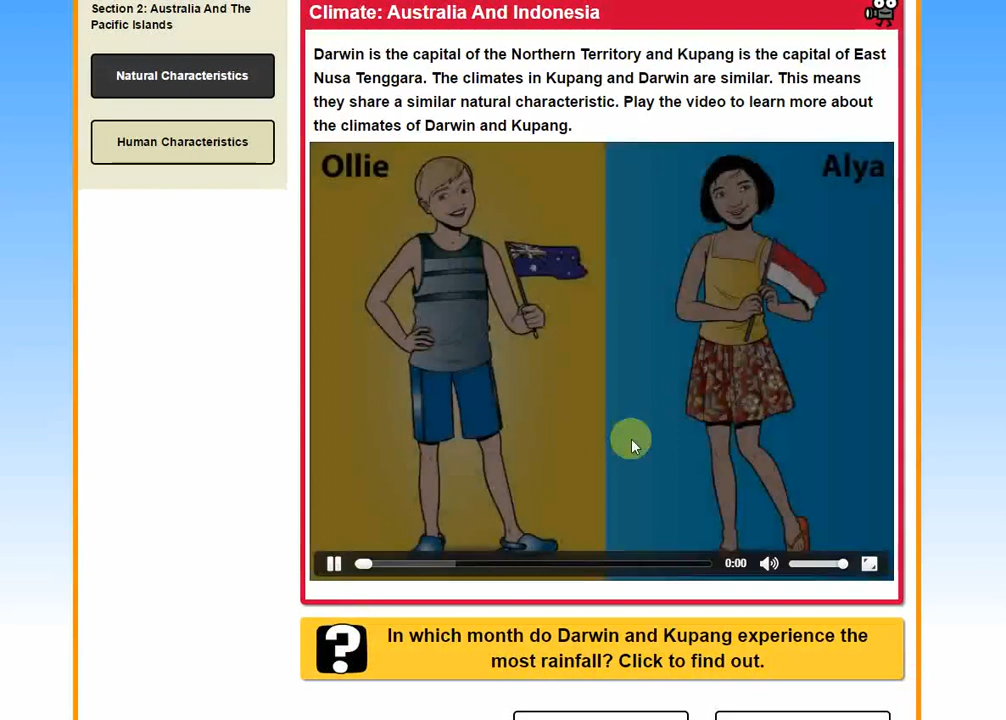 Section 2: Australia And The
Pacific Islands
Natural Characteristics
Human Characteristics
Climate: Australia And Indonesia
Darwin is the capital of the Northern Territory and Kupang is the capital of East
Nusa Tenggara. The climates in Kupang and Darwin are similar. This means
they share a similar natural characteristic. Play the video to learn more about
the climates of Darwin and Kupang.
Ollie
Alya
0:00
?
In which month do Darwin and Kupang experience the
most rainfall? Click to find out.